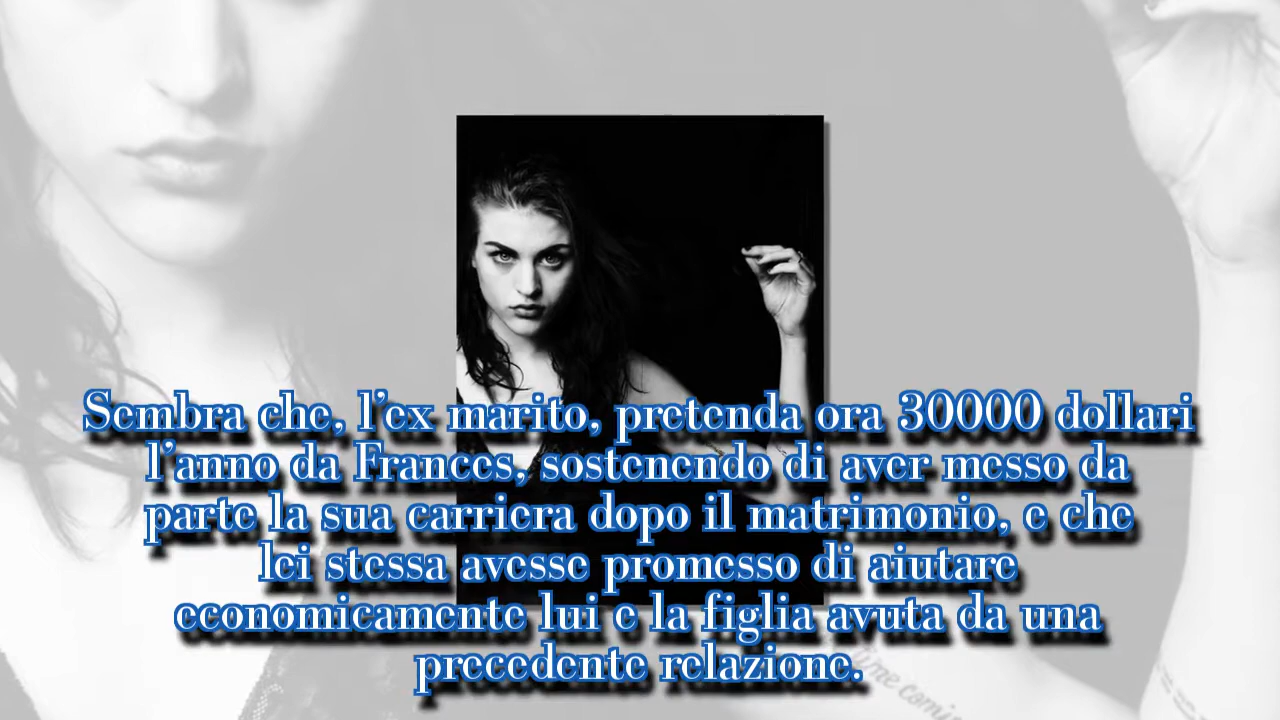 Sembra che, l'ex marito, pretenda ora 30000 dollari
l'anno da Frances, sostenendo di aver messo da
parte la sua carriera dopo il matrimonio, e che
lei stessa avesse promesso di aiutare
economicamente lui e la figlia avuta da una
precedente relazione.